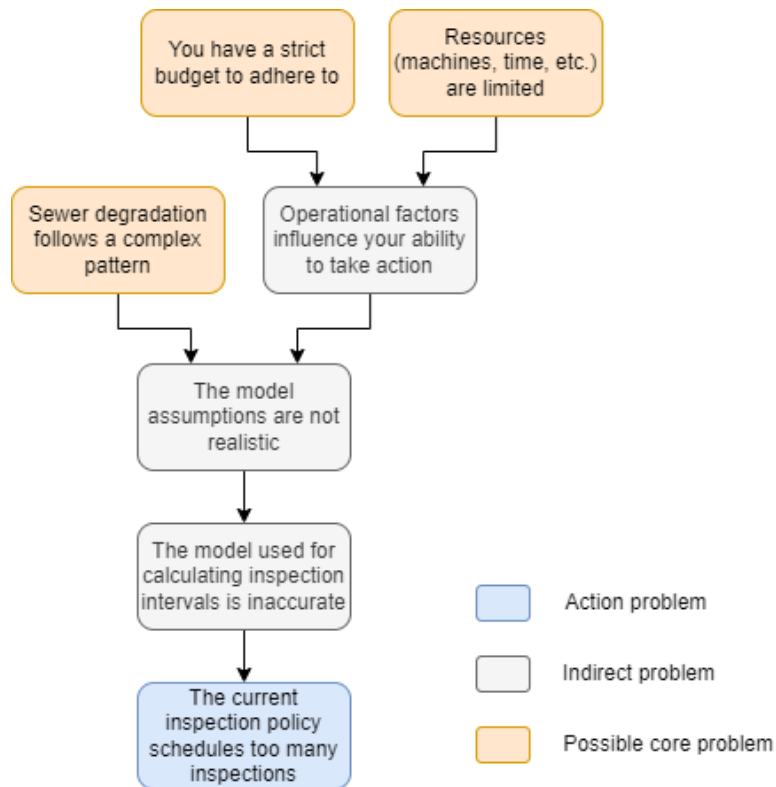 You have a strict
budget to adhere to
Resources
(machines, time, etc.)
are limited
Sewer degradation
follows a complex
pattern
Operational factors
influence your ability
to take action
The model
assumptions are not
realistic
The model used for
calculating inspection
intervals is inaccurate
The current
inspection policy
schedules too many
inspections
Action problem
Indirect problem
Possible core problem